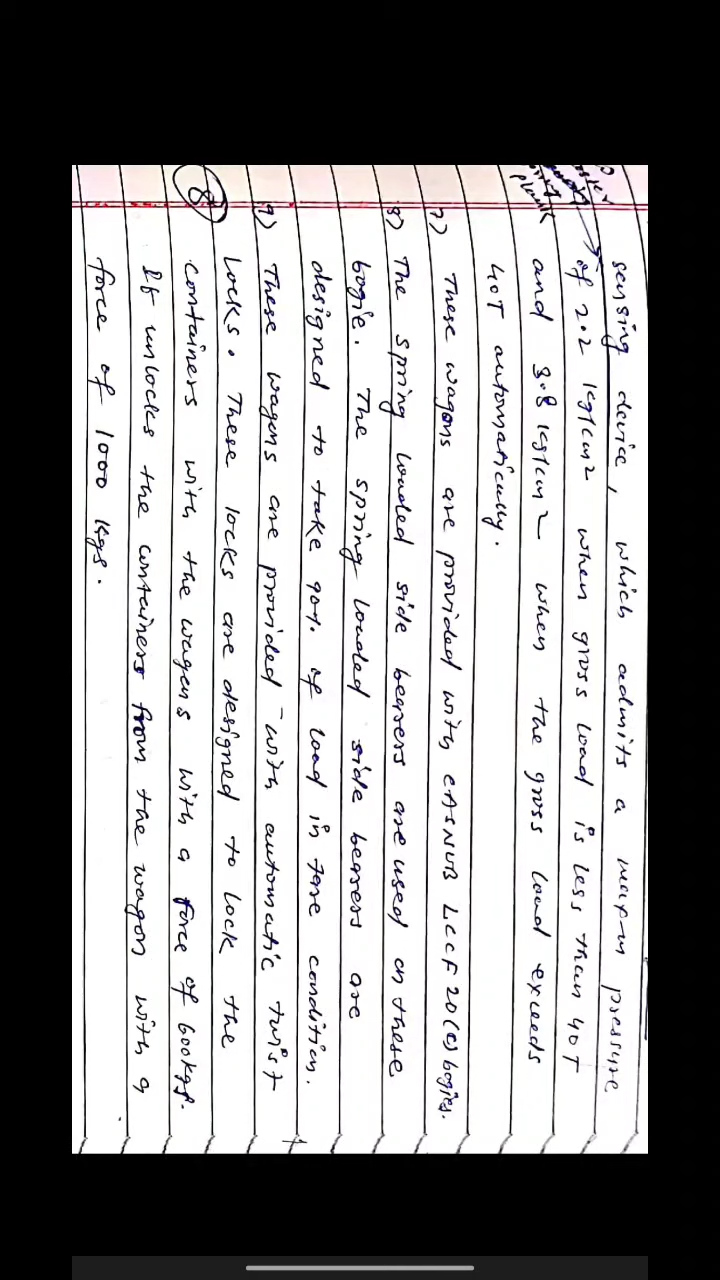 sensing device, which admits a maxm pressure
of 2.2 kg/cm2 when gross load is less than 40T
and 3.8 kg/cm2 when the gross load exceeds
40T automatically.
7) These wagons are provided with CASNUB LCCF 20(C) bogies.
8) The spring loaded side bearers are used on these
bogie. The spring loaded side bearers are
designed to take 90% of load in tare condition.
9) These wagons are provided with automatic twist
locks. These locks are designed to lock the
containers with the wagons with a force of 600kgs.
It unlocks the containers from the wagon with a
force of 1000 kgs.
8